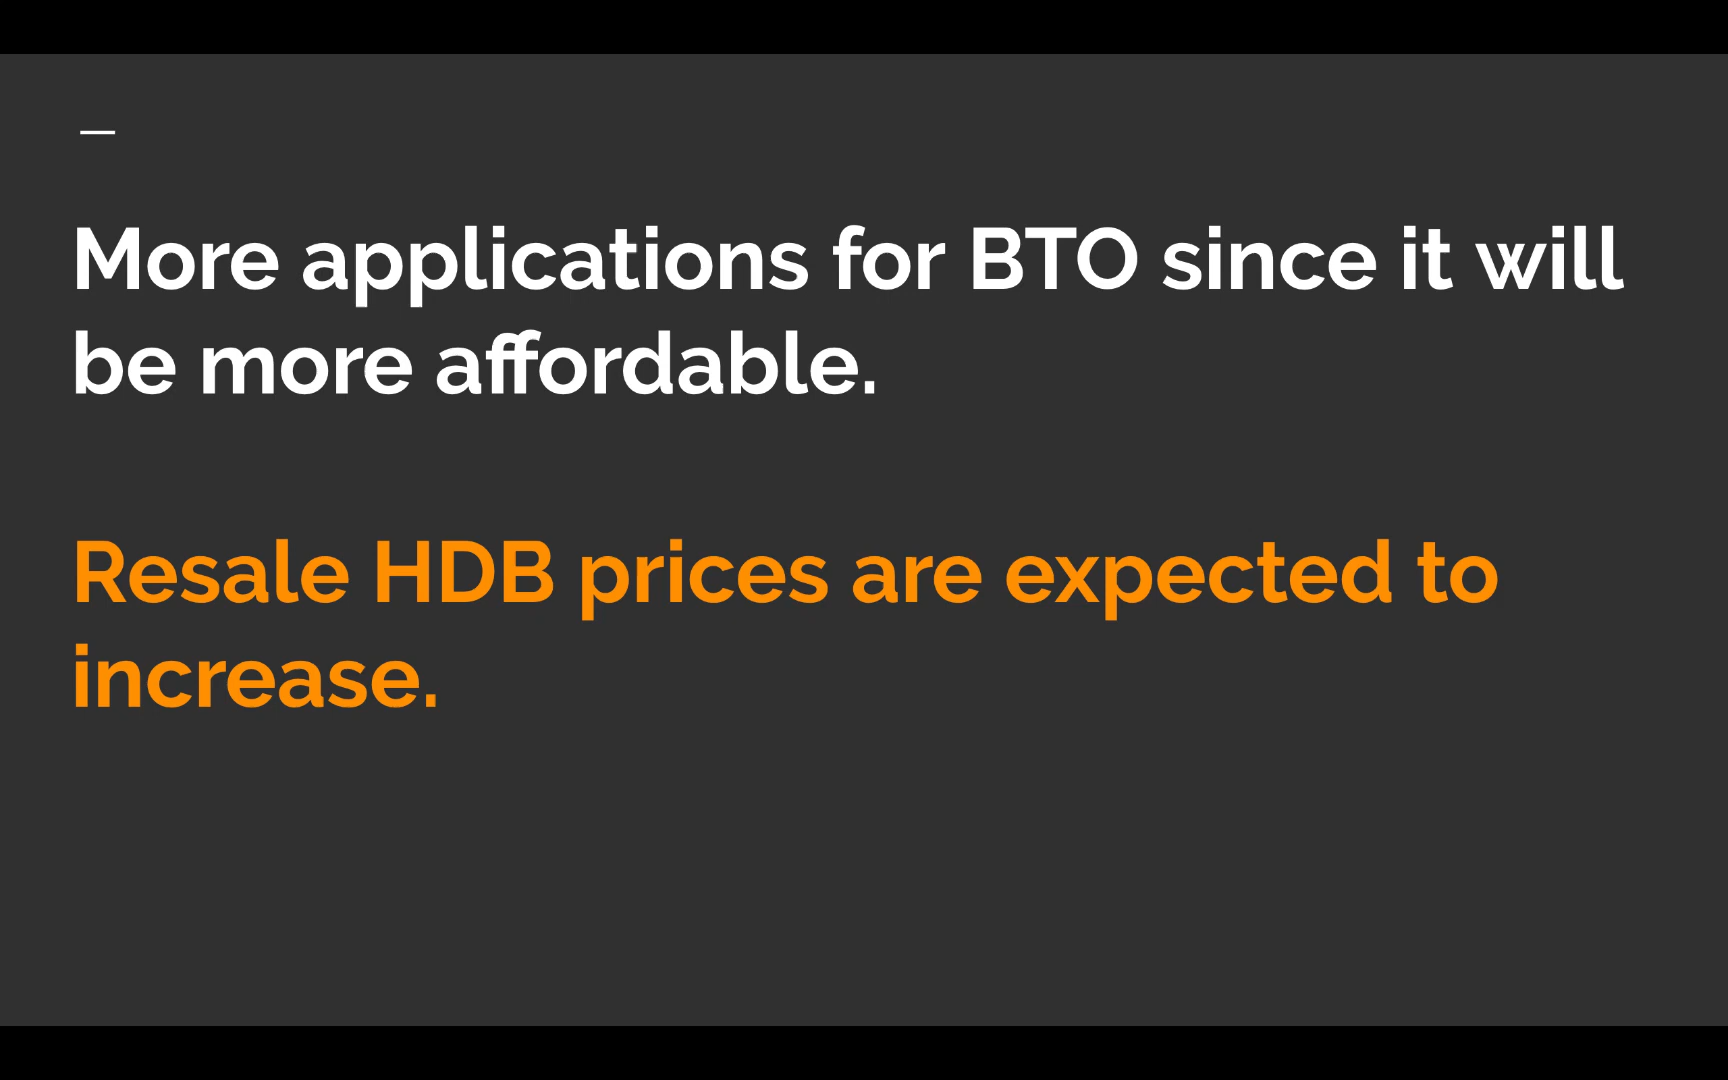 More applications for BTO since it will
be more affordable.
Resale HDB prices are expected to
increase.